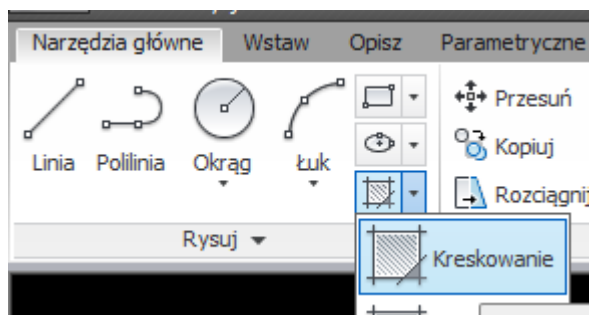 Narzędzia główne Wstaw Opisz Parametryczne
Linia Polilinia Okrąg Łuk
Przesuń
Kopiuj
Rozciągnij
Rysuj
Kreskowanie